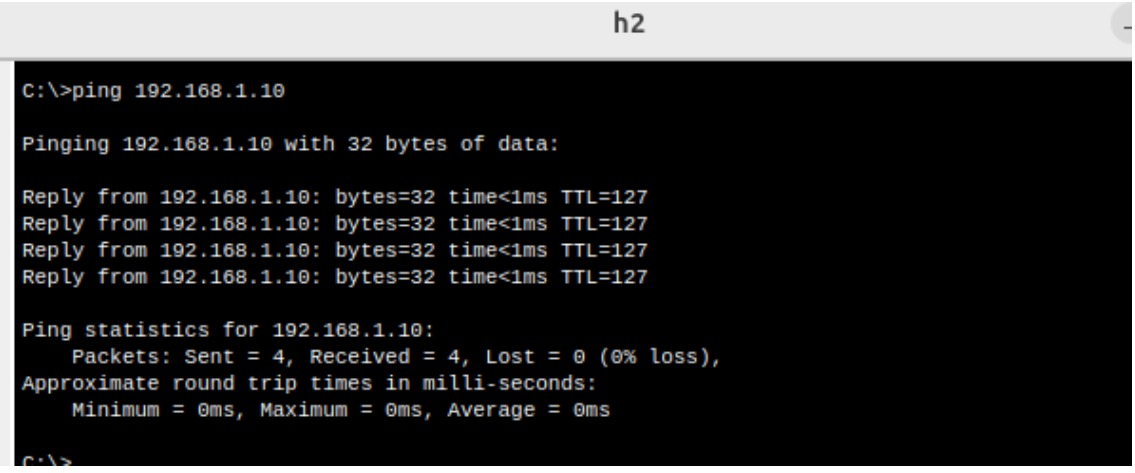 h2
C:\>ping 192.168.1.10
Pinging 192.168.1.10 with 32 bytes of data:
Reply from 192.168.1.10: bytes=32 time<1ms TTL=127
Reply from 192.168.1.10: bytes=32 time<1ms TTL=127
Reply from 192.168.1.10: bytes=32 time<1ms TTL=127
Reply from 192.168.1.10: bytes=32 time<1ms TTL=127
Ping statistics for 192.168.1.10:
    Packets: Sent = 4, Received = 4, Lost = 0 (0% loss),
Approximate round trip times in milli-seconds:
    Minimum = 0ms, Maximum = 0ms, Average = 0ms
C:\>